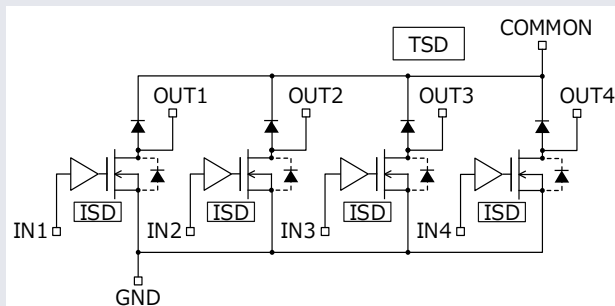 COMMON
TSD
OUT1
OUT2
OUT3
OUT4
ISD
ISD
ISD
ISD
IN1
IN2
IN3
IN4
GND